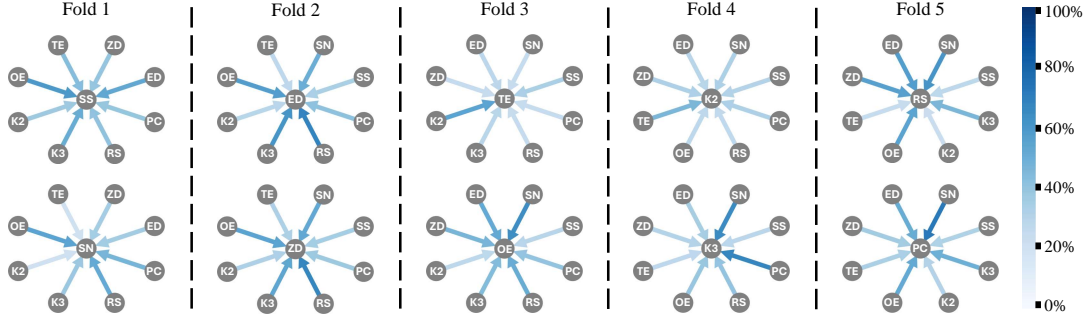 Fold 1 Fold 2 Fold 3 Fold 4 Fold 5
100%
TE ZD TE SN ED SN ED SN ED SN
OE ED OE SS ZD SS ZD SS ZD SS
80%
SS ED TE K2 RS
K2 PC K2 PC K2 PC TE PC TE K3
60%
K3 RS K3 RS K3 RS OE RS OE K2
40%
TE ZD TE SN ED SN ED SN ED SN
OE ED OE SS ZD SS ZD SS ZD SS
SN ZD OE K3 PC
20%
K2 PC K2 PC K2 PC TE PC TE K3
K3 RS K3 RS K3 RS OE RS OE K2
0%